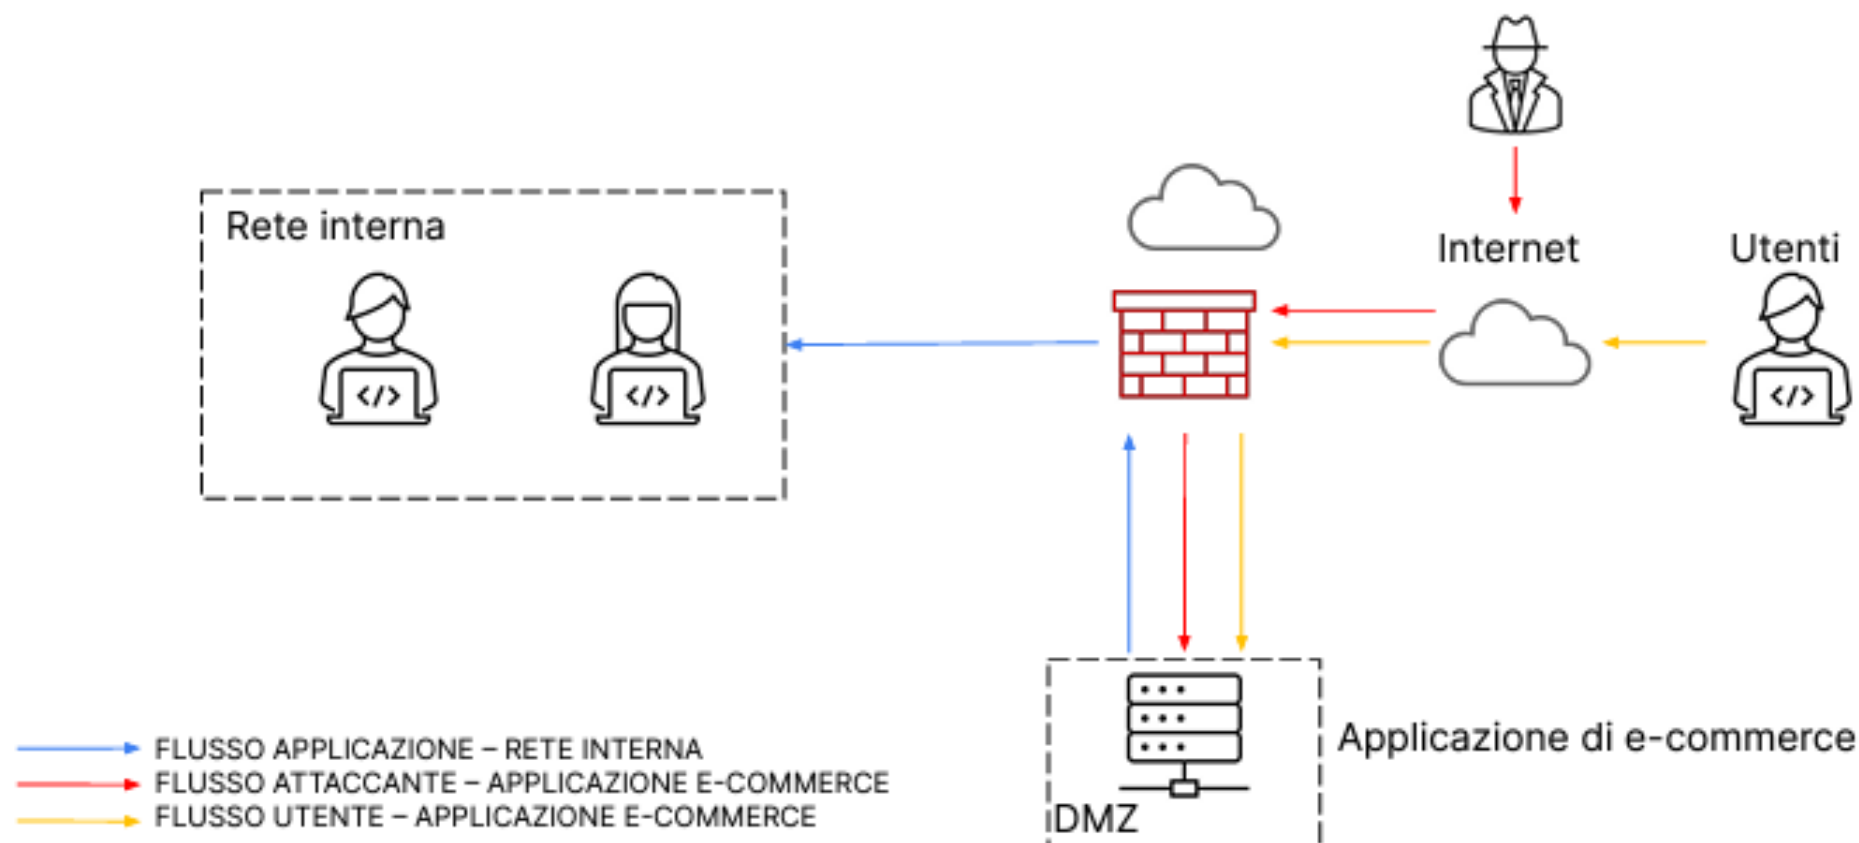 Rete interna
Internet
Utenti
</>
</>
</>
Applicazione di e-commerce
DMZ
FLUSSO APPLICAZIONE – RETE INTERNA
FLUSSO ATTACCANTE – APPLICAZIONE E-COMMERCE
FLUSSO UTENTE – APPLICAZIONE E-COMMERCE